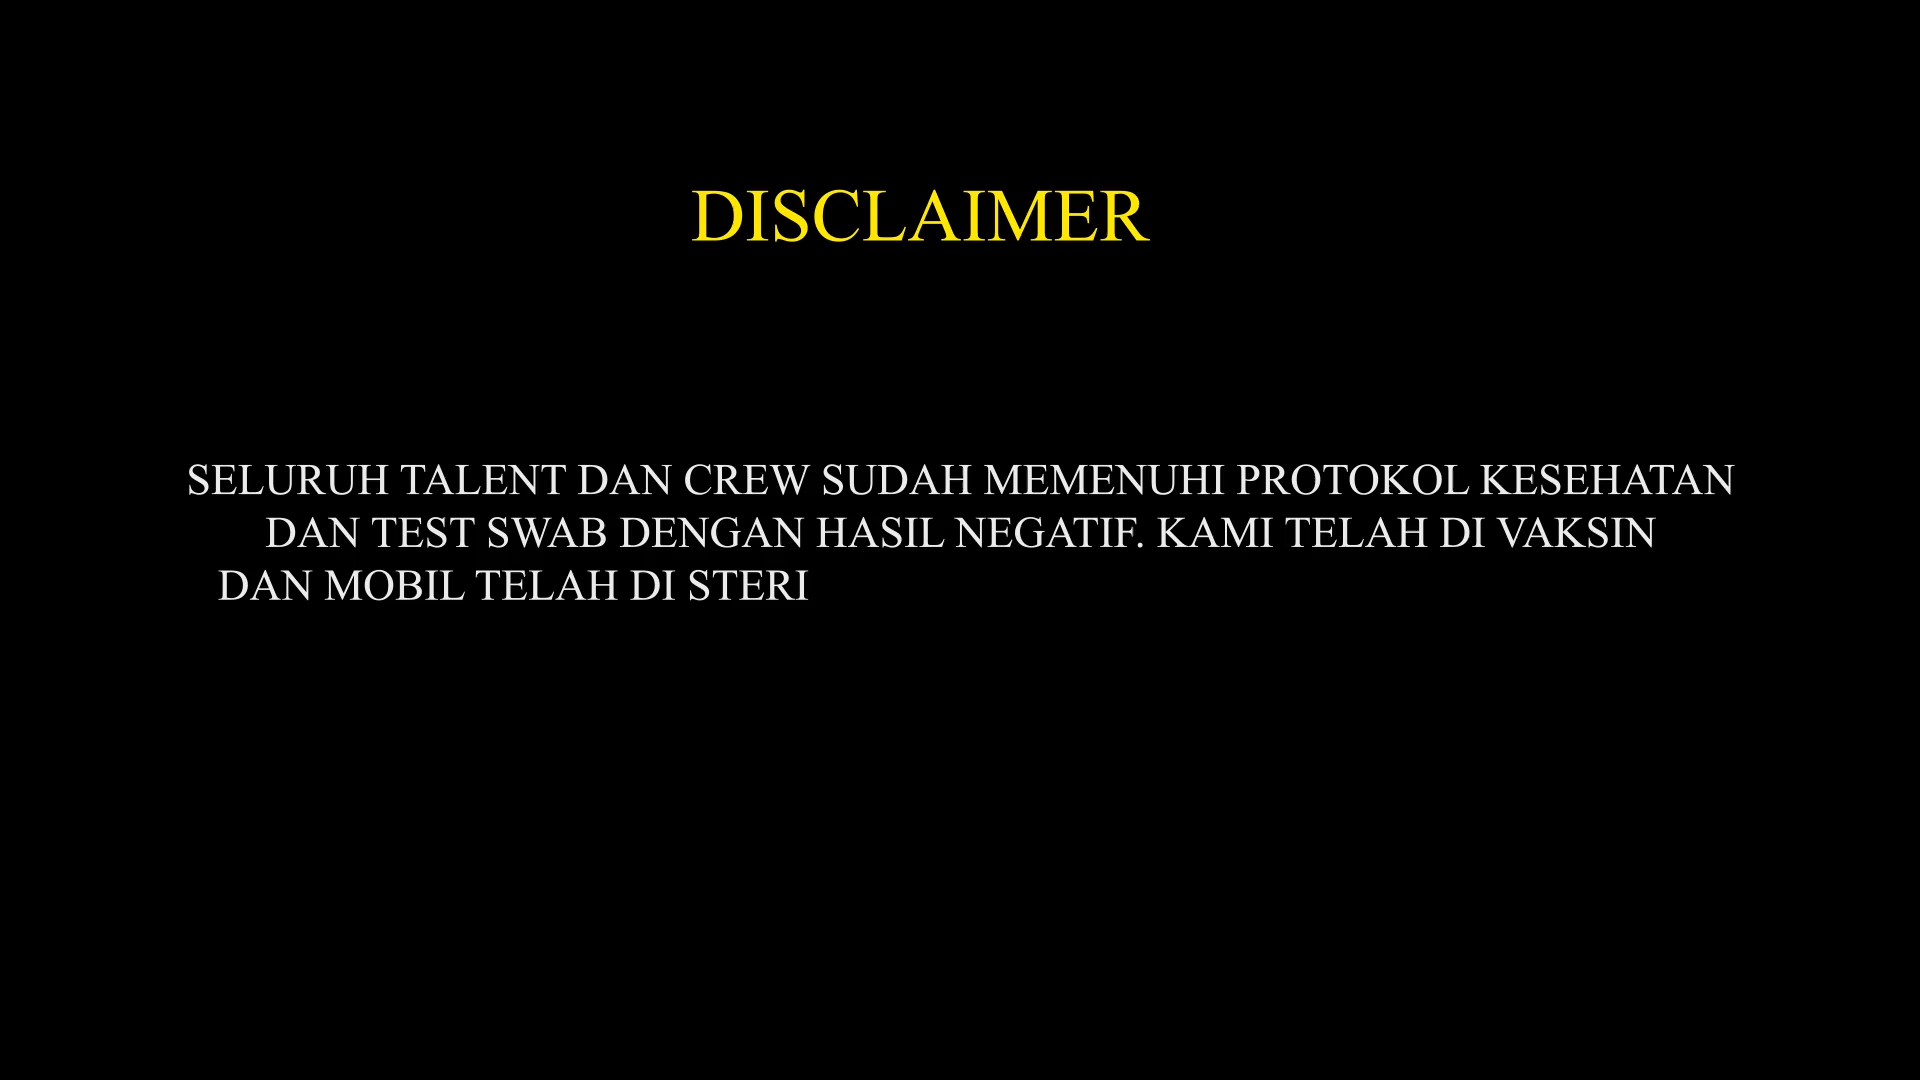 DISCLAIMER
SELURUH TALENT DAN CREW SUDAH MEMENUHI PROTOKOL KESEHATAN
DAN TEST SWAB DENGAN HASIL NEGATIF. KAMI TELAH DI VAKSIN
DAN MOBIL TELAH DI STERI